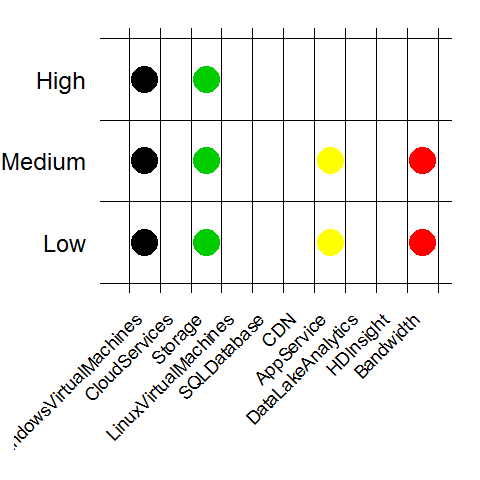 High
Medium
Low
ndowsVirtualMachines
CloudServices
Storage
LinuxVirtualMachines
SQLDatabase
CDN
AppService
DataLakeAnalytics
HDInsight
Bandwidth